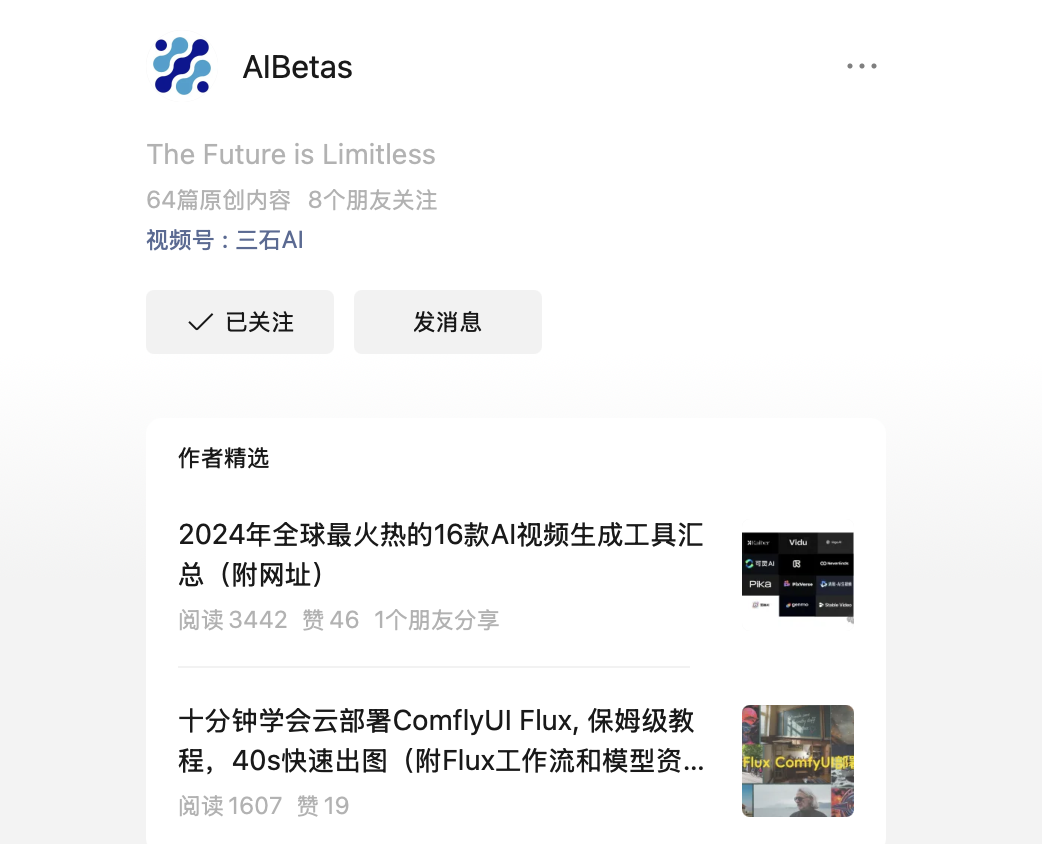 AIBetas
The Future is Limitless
64篇原创内容 8个朋友关注
视频号：三石AI
已关注
发消息
作者精选
2024年全球最火热的16款AI视频生成工具汇
总（附网址）
阅读 3442 赞 46 1个朋友分享
Vidu
可灵AI
Pika
PixVerse
genmo
Stable Video
十分钟学会云部署ComflyUI Flux, 保姆级教
程，40s快速出图（附Flux工作流和模型资...
Flux ComfyUI部署
阅读 1607 赞 19